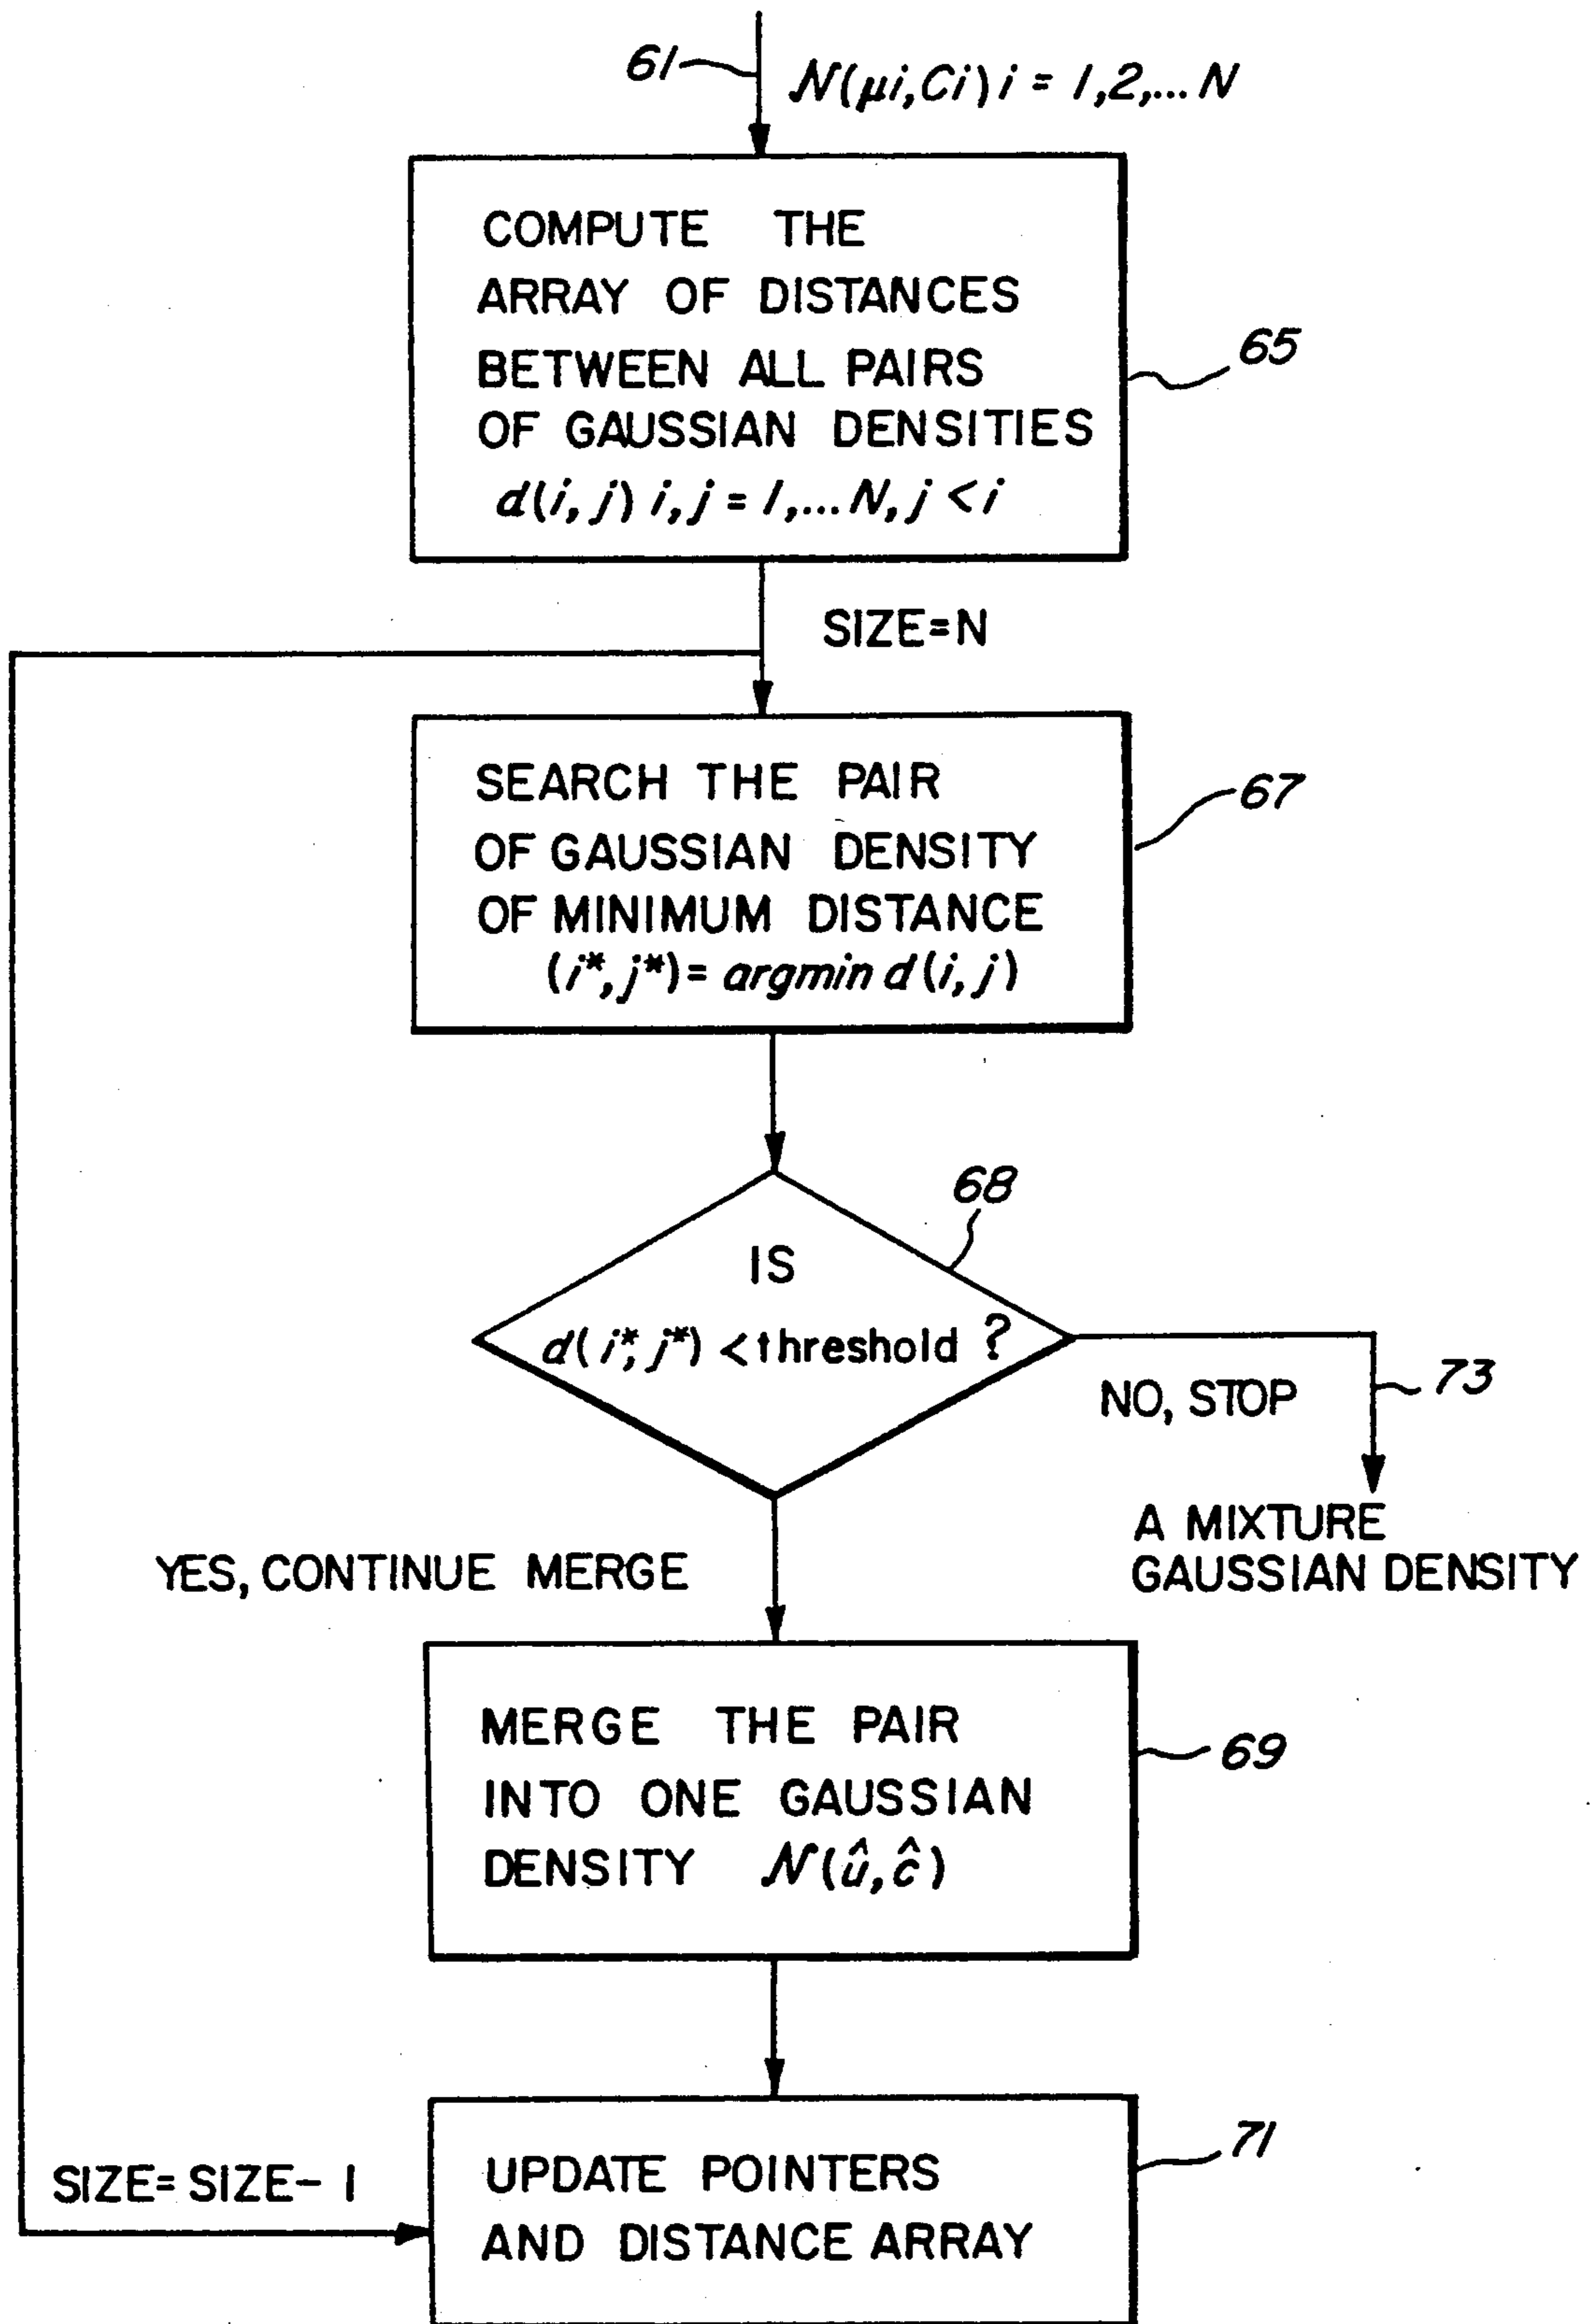 61
𝒩(μi,Ci) i = 1,2,... N
COMPUTE THE
ARRAY OF DISTANCES
BETWEEN ALL PAIRS
OF GAUSSIAN DENSITIES
d(i, j) i, j = 1,... N, j < i
65
SIZE=N
SEARCH THE PAIR
OF GAUSSIAN DENSITY
OF MINIMUM DISTANCE
(i*, j*) = argmin d(i, j)
67
68
IS
d(i*, j*) < threshold ?
NO, STOP
73
A MIXTURE
GAUSSIAN DENSITY
YES, CONTINUE MERGE
MERGE THE PAIR
INTO ONE GAUSSIAN
DENSITY 𝒩(û, ĉ)
69
71
SIZE= SIZE- 1
UPDATE POINTERS
AND DISTANCE ARRAY